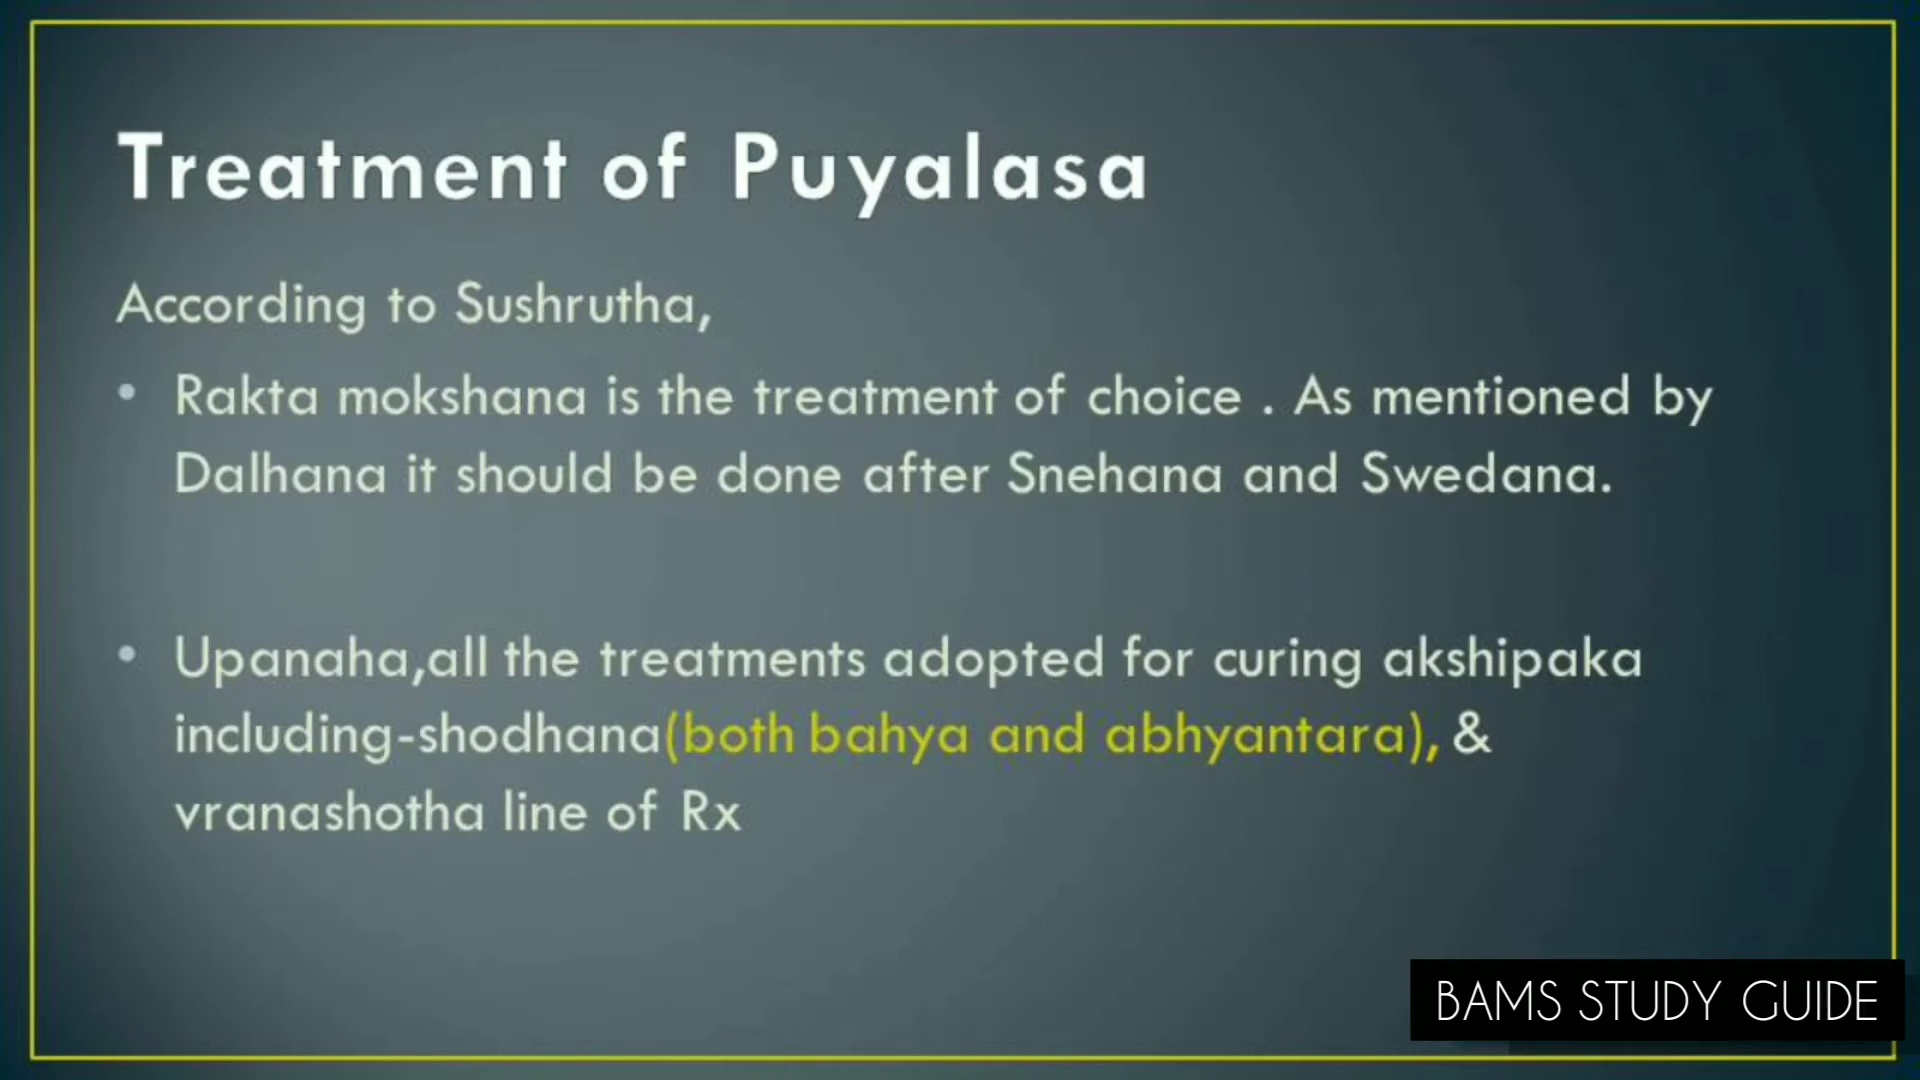 Treatment of Puyalasa
According to Sushrutha,
• Rakta mokshana is the treatment of choice . As mentioned by
Dalhana it should be done after Snehana and Swedana.
• Upanaha,all the treatments adopted for curing akshipaka
including-shodhana(both bahya and abhyantara), &
vranashotha line of Rx
BAMS STUDY GUIDE